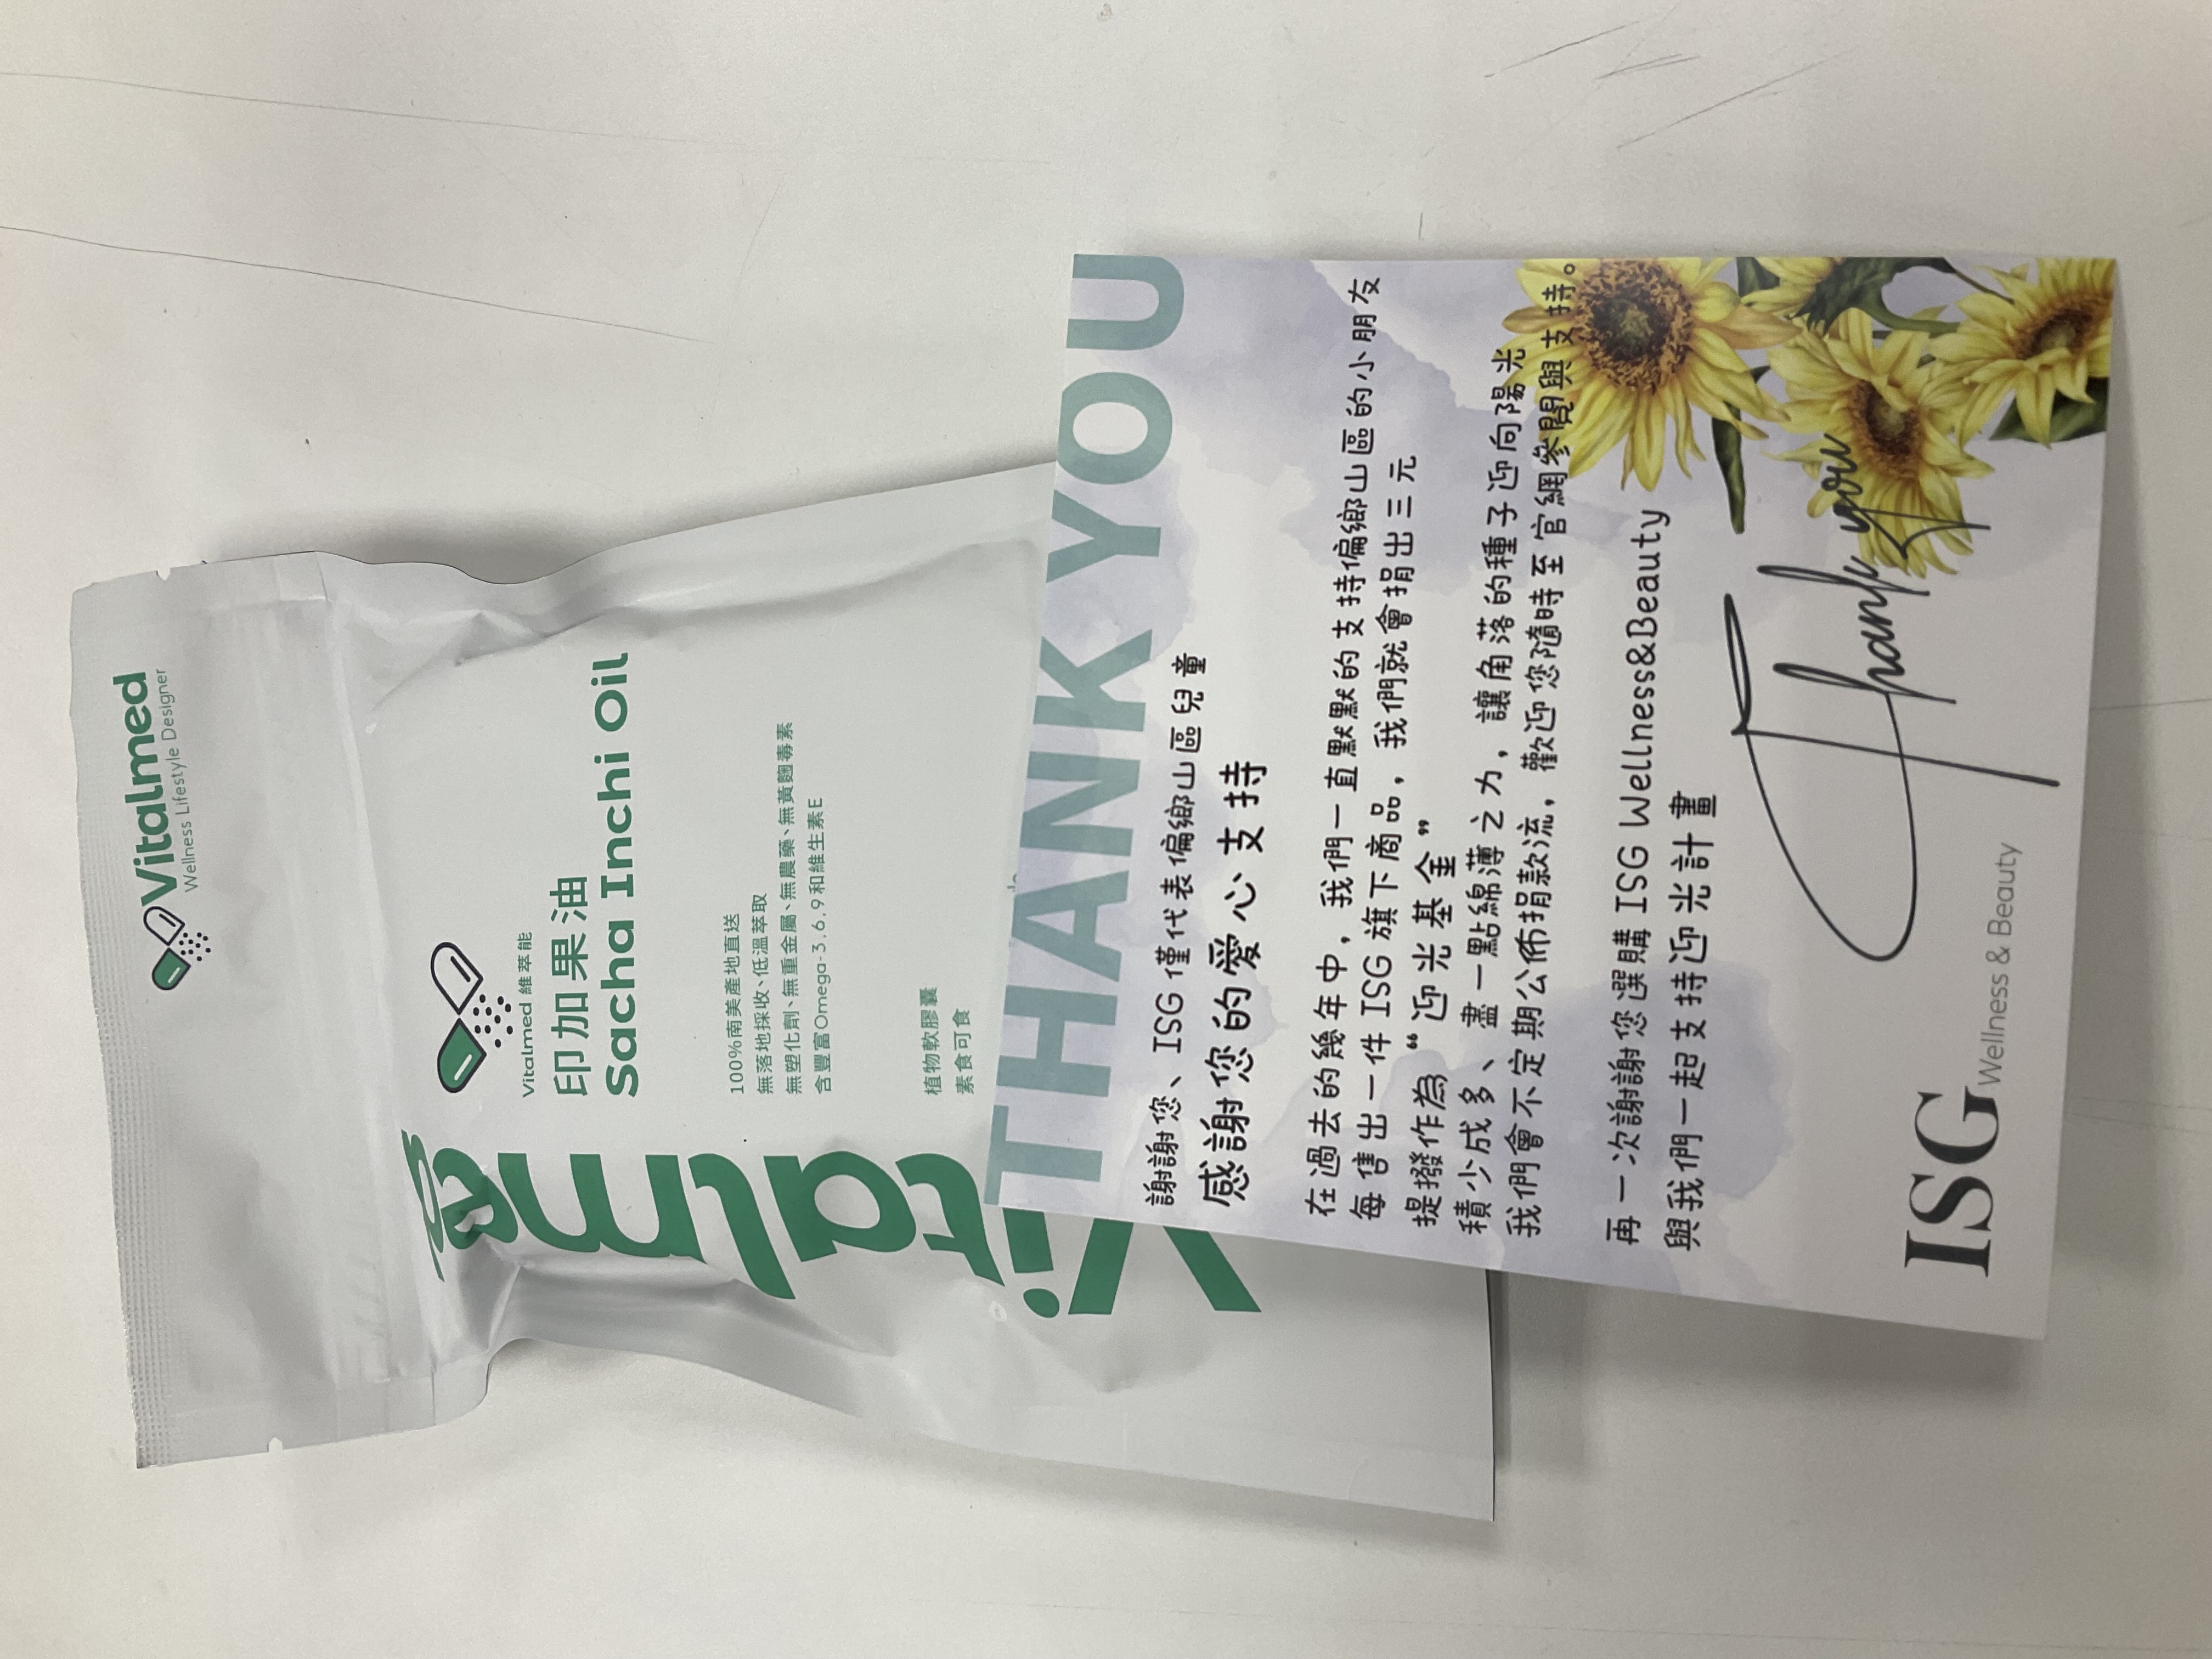 Vitalmed
Wellness Lifestyle Designer
Vitalmed 維萃能
印加果油
Sacha Inchi Oil
100%南美產地直送
無落地採收、低溫萃取
無塑化劑、無重金屬、無農藥、無黃麴毒素
含豐富Omega-3,6,9和維生素E
植物軟膠囊
素食可食
Vitalme
THANK YOU
謝謝您、ISG僅代表偏鄉山區兒童
感謝您的愛心支持
在過去的幾年中，我們一直默默的支持偏鄉山區的小朋友
每售出一件ISG旗下商品，我們就會捐出三元
提撥作為 “迎光基金”
積少成多、盡一點綿薄之力，讓角落的種子迎向陽光
我們會不定期公佈捐款流，歡迎您隨時至官網參閱與支持。
再一次謝謝您選購ISG Wellness&Beauty
與我們一起支持迎光計畫
Thank you
ISG Wellness & Beauty